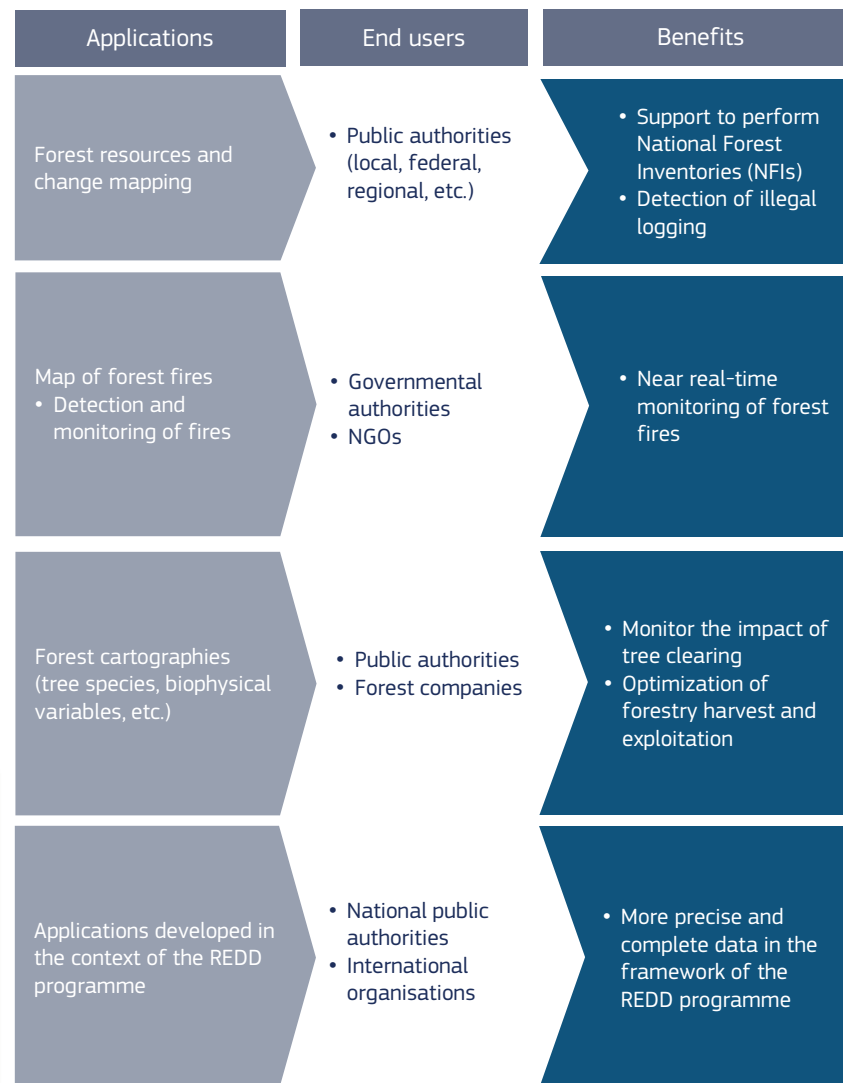 Applications
End users
Benefits
Forest resources and
change mapping
• Public authorities
(local, federal,
regional, etc.)
• Support to perform
National Forest
Inventories (NFIs)
• Detection of illegal
logging
Map of forest fires
• Detection and
monitoring of fires
• Governmental
authorities
• NGOs
• Near real-time
monitoring of forest
fires
Forest cartographies
(tree species, biophysical
variables, etc.)
• Public authorities
• Forest companies
• Monitor the impact of
tree clearing
• Optimization of
forestry harvest and
exploitation
Applications developed in
the context of the REDD
programme
• National public
authorities
• International
organisations
• More precise and
complete data in the
framework of the
REDD programme